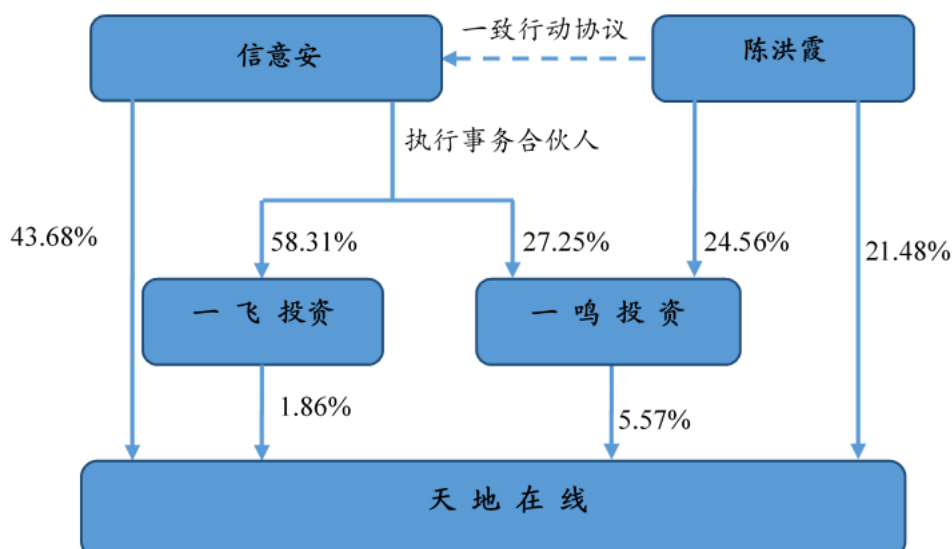 一致行动协议
信意安
陈洪霞
执行事务合伙人
43.68%
58.31%
27.25%
24.56%
21.48%
一 飞 投资
一 鸣 投 资
1.86%
5.57%
天 地 在 线